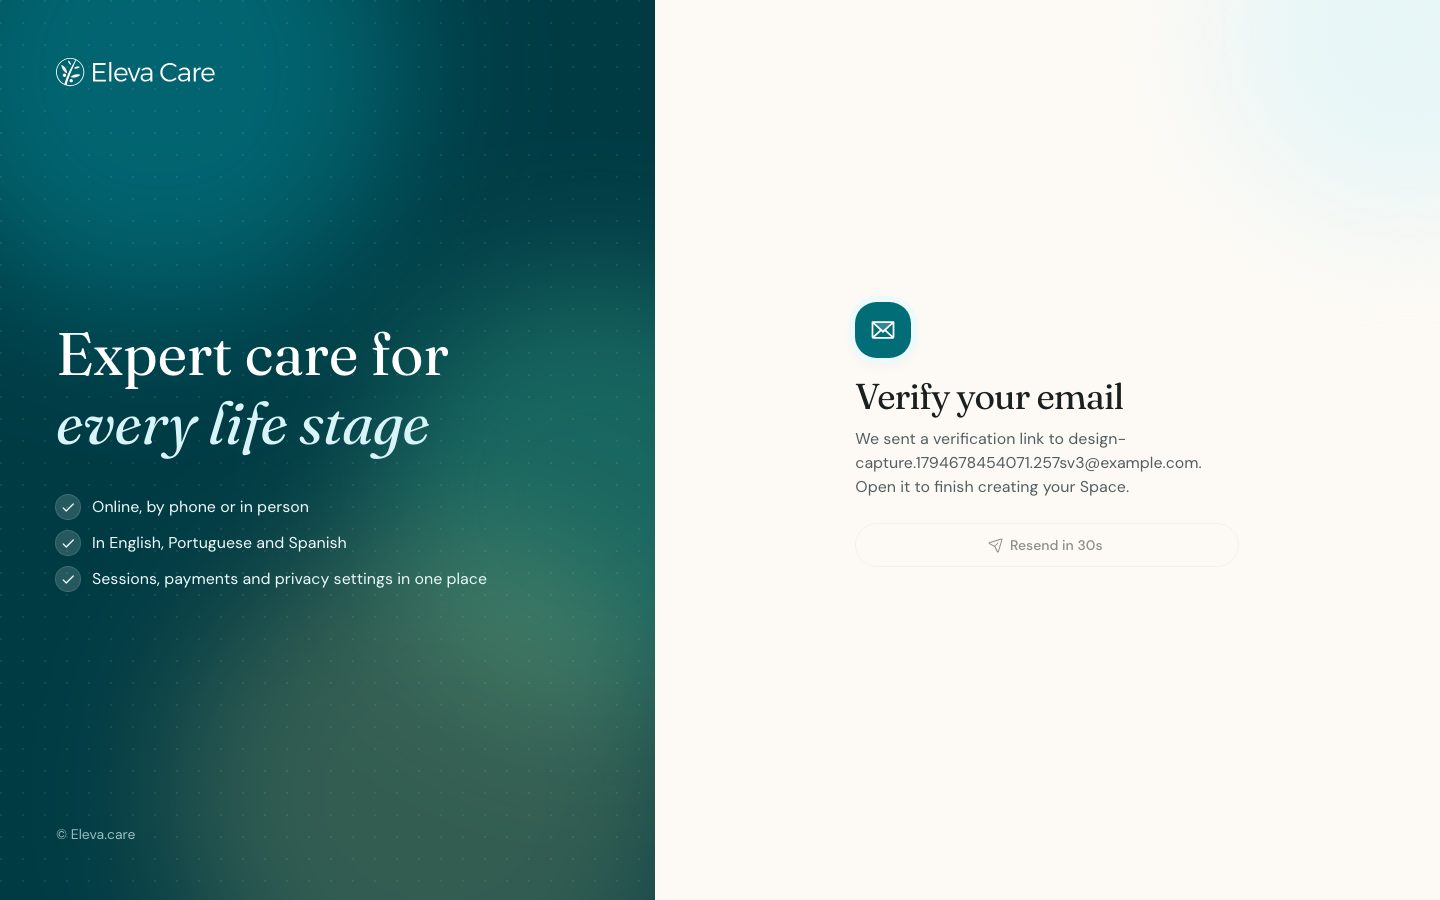 Eleva Care
Expert care for
every life stage
Online, by phone or in person
In English, Portuguese and Spanish
Sessions, payments and privacy settings in one place
© Eleva.care
Verify your email
We sent a verification link to design-
capture.1794678454071.257sv3@example.com.
Open it to finish creating your Space.
Resend in 30s